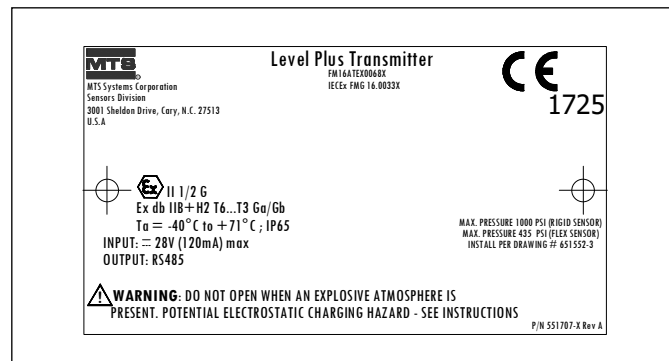 MTS
R
Level Plus Transmitter
FM16ATEX0068X
IECEx FMG 16.0033X
CE
1725
MTS Systems Corporation
Sensors Division
3001 Sheldon Drive, Cary, N.C. 27513
U.S.A
Ex II 1/2 G
Ex db IIB+H2 T6...T3 Ga/Gb
Ta = -40°C to +71°C ; IP65
INPUT: ⎓ 28V (120mA) max
OUTPUT: RS485
MAX. PRESSURE 1000 PSI (RIGID SENSOR)
MAX. PRESSURE 435 PSI (FLEX SENSOR)
INSTALL PER DRAWING # 651552-3
WARNING: DO NOT OPEN WHEN AN EXPLOSIVE ATMOSPHERE IS
PRESENT. POTENTIAL ELECTROSTATIC CHARGING HAZARD - SEE INSTRUCTIONS
P/N 551707-X Rev A